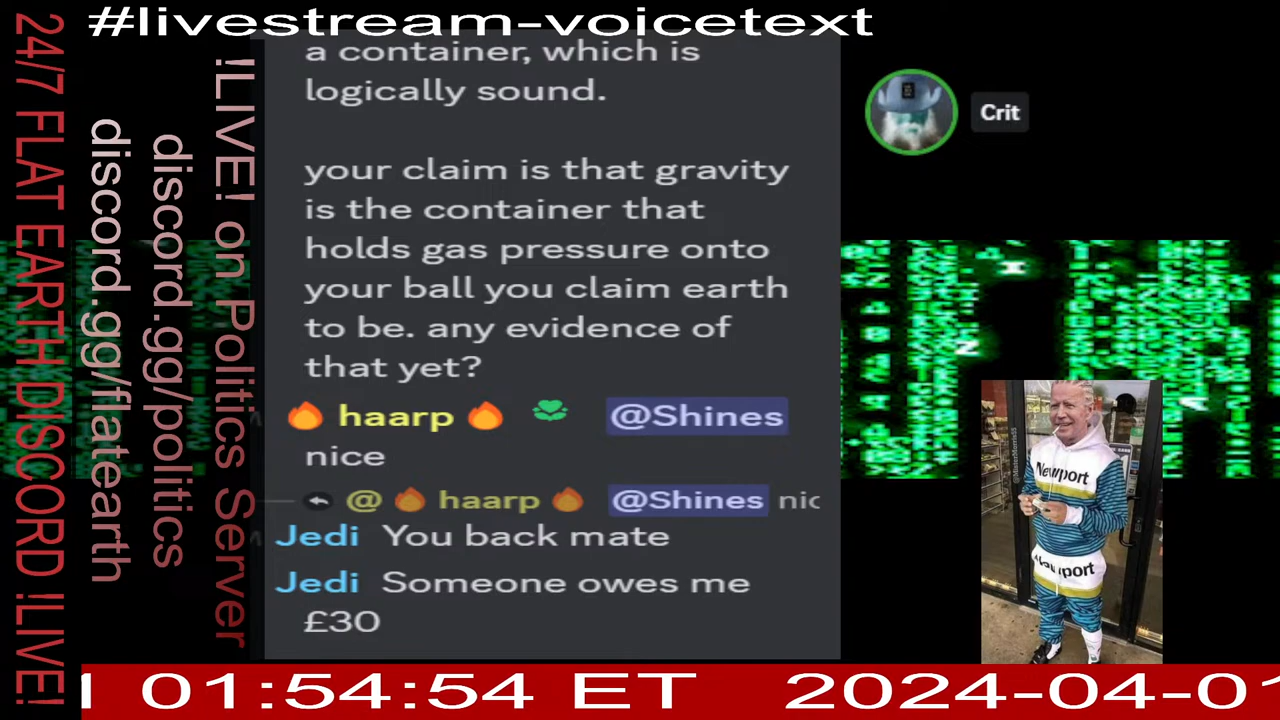 #livestream-voicetext
24/7 FLAT EARTH DISCORD !LIVE!
discord.gg/flatearth
discord.gg/politics
!LIVE! on Politics Server
a container, which is
logically sound.
your claim is that gravity
is the container that
holds gas pressure onto
your ball you claim earth
to be. any evidence of
that yet?
haarp @Shines
nice
@ haarp @Shines nic
Jedi You back mate
Jedi Someone owes me
£30
Crit
Newport
01:54:54 ET 2024-04-01